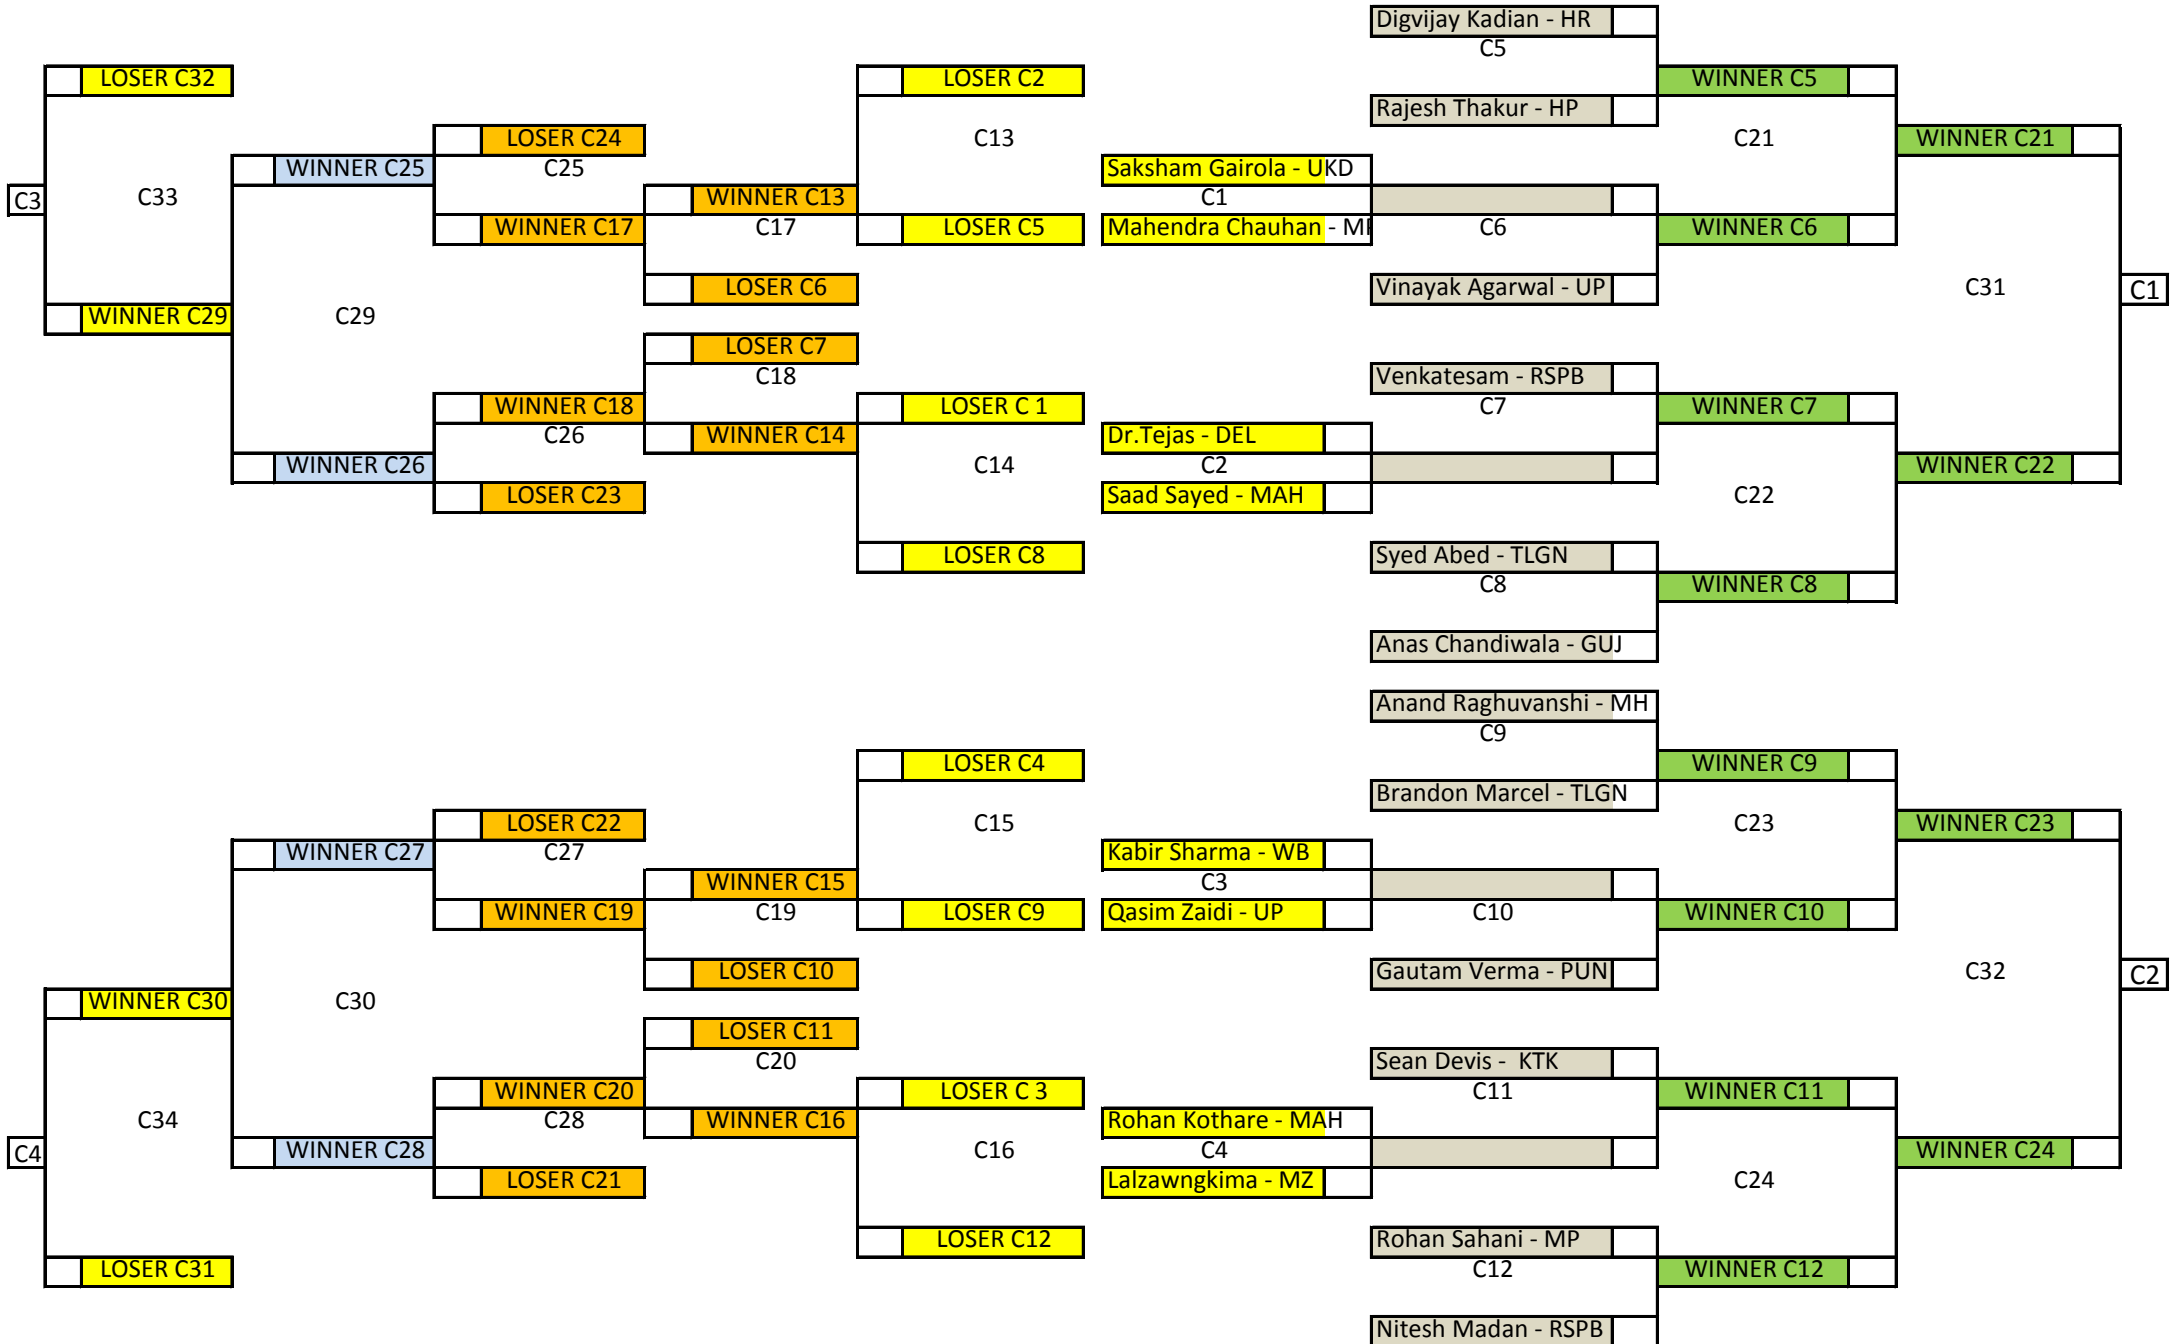 Digvijay Kadian - HR
C5
LOSER C32
LOSER C2
WINNER C5
Rajesh Thakur - HP
LOSER C24
C13
C21
WINNER C21
WINNER C25
C25
Saksham Gairola - UKD
C3
C33
WINNER C13
C1
WINNER C17
C17
LOSER C5
Mahendra Chauhan - M
C6
WINNER C6
LOSER C6
Vinayak Agarwal - UP
C31
C1
WINNER C29
C29
LOSER C7
C18
Venkatesam - RSPB
WINNER C18
LOSER C 1
C7
WINNER C7
C26
WINNER C14
Dr.Tejas - DEL
WINNER C26
C14
C2
WINNER C22
LOSER C23
Saad Sayed - MAH
C22
LOSER C8
Syed Abed - TLGN
C8
WINNER C8
Anas Chandiwala - GUJ
Anand Raghuvanshi - MH
C9
LOSER C4
WINNER C9
Brandon Marcel - TLGN
LOSER C22
C15
C23
WINNER C23
WINNER C27
C27
Kabir Sharma - WB
WINNER C15
C3
WINNER C19
C19
LOSER C9
Qasim Zaidi - UP
C10
WINNER C10
LOSER C10
Gautam Verma - PUN
C32
C2
WINNER C30
C30
LOSER C11
C20
Sean Devis - KTK
WINNER C20
LOSER C 3
C11
WINNER C11
C34
C28
WINNER C16
Rohan Kothare - MAH
C4
WINNER C28
C16
C4
WINNER C24
LOSER C21
Lalzawngkima - MZ
C24
LOSER C12
Rohan Sahani - MP
LOSER C31
C12
WINNER C12
Nitesh Madan - RSPB